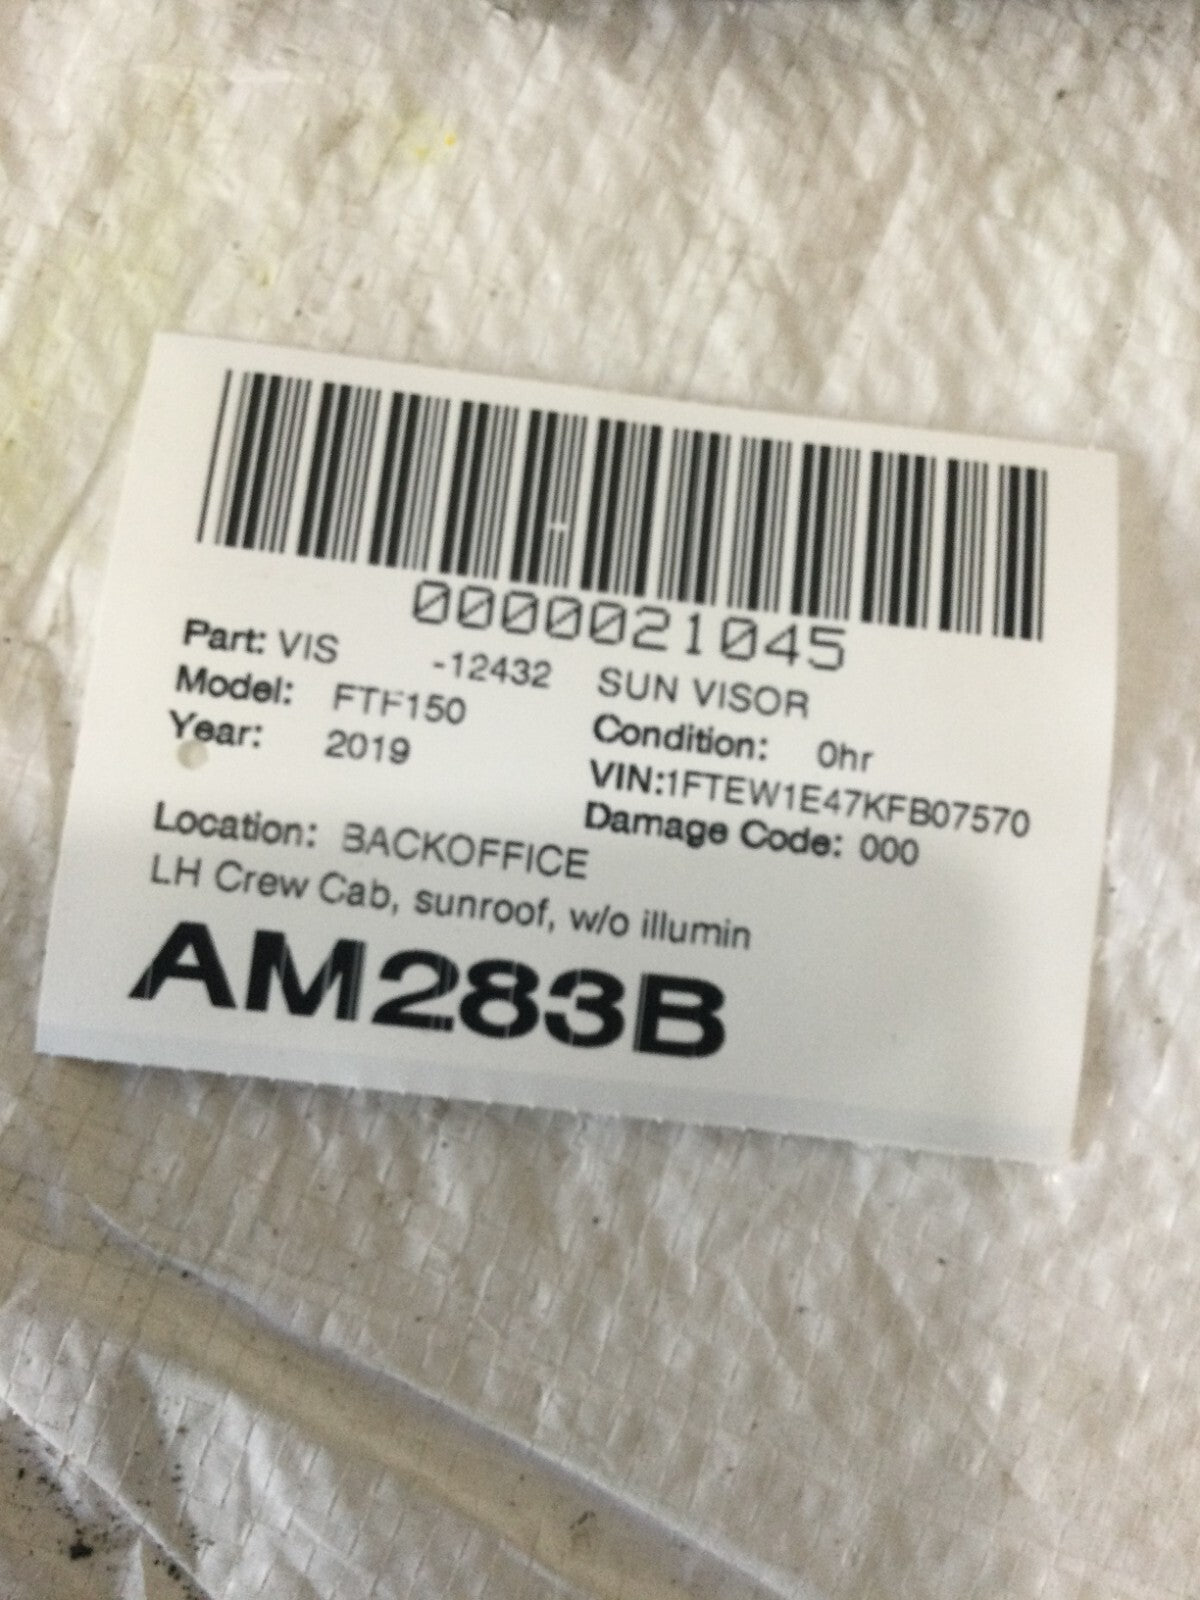 0000021045
Part: VIS -12432 SUN VISOR
Model: FTF150 Condition: 0hr
Year: 2019 VIN:1FTEW1E47KFB07570
Damage Code: 000
Location: BACKOFFICE
LH Crew Cab, sunroof, w/o illumin
AM283B